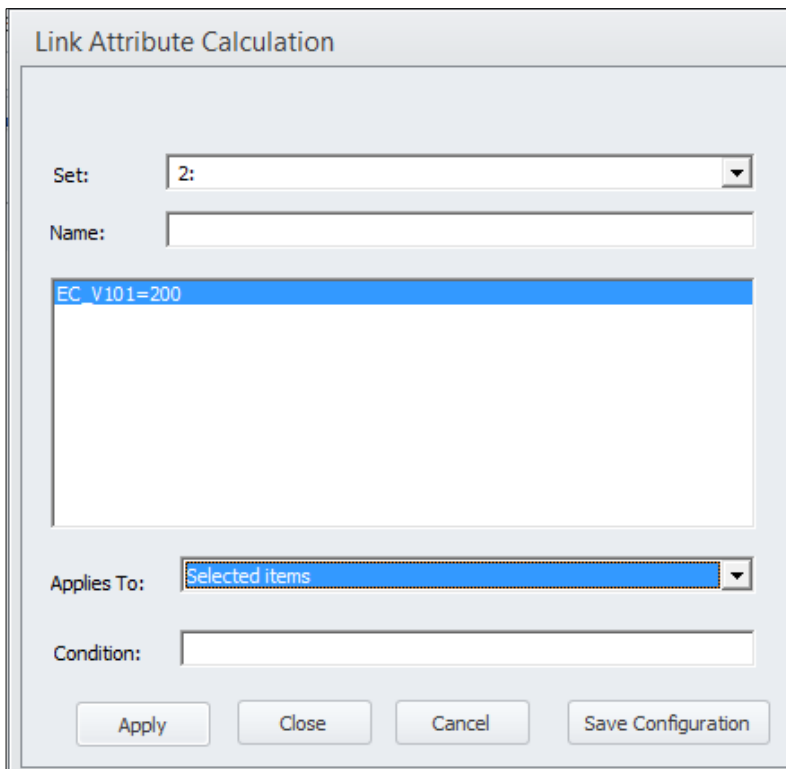 Link Attribute Calculation
Set: 2:
Name:
EC_V101=200
Applies To: Selected items
Condition:
Apply Close Cancel Save Configuration